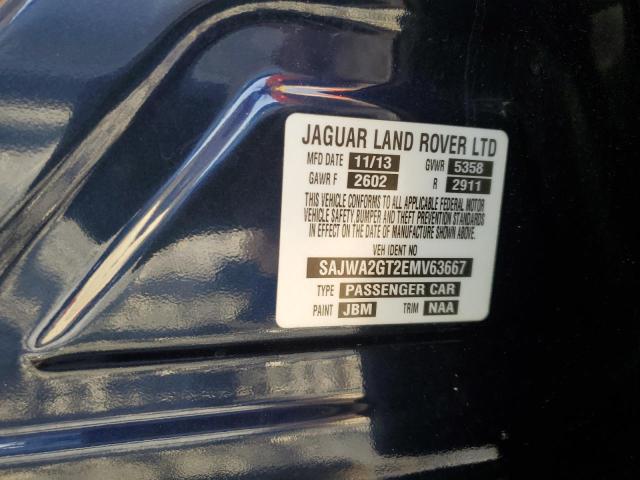 JAGUAR LAND ROVER LTD
MFD DATE 11/13 GVWR 5358
GAWR F 2602 R 2911
THIS VEHICLE CONFORMS TO ALL APPLICABLE FEDERAL MOTOR
VEHICLE SAFETY, BUMPER AND THEFT PREVENTION STANDARDS
IN EFFECT ON THE DATE OF MANUFACTURE SHOWN ABOVE.
VEH IDENT NO
SAJWA2GT2EMV63667
TYPE PASSENGER CAR
PAINT JBM TRIM NAA